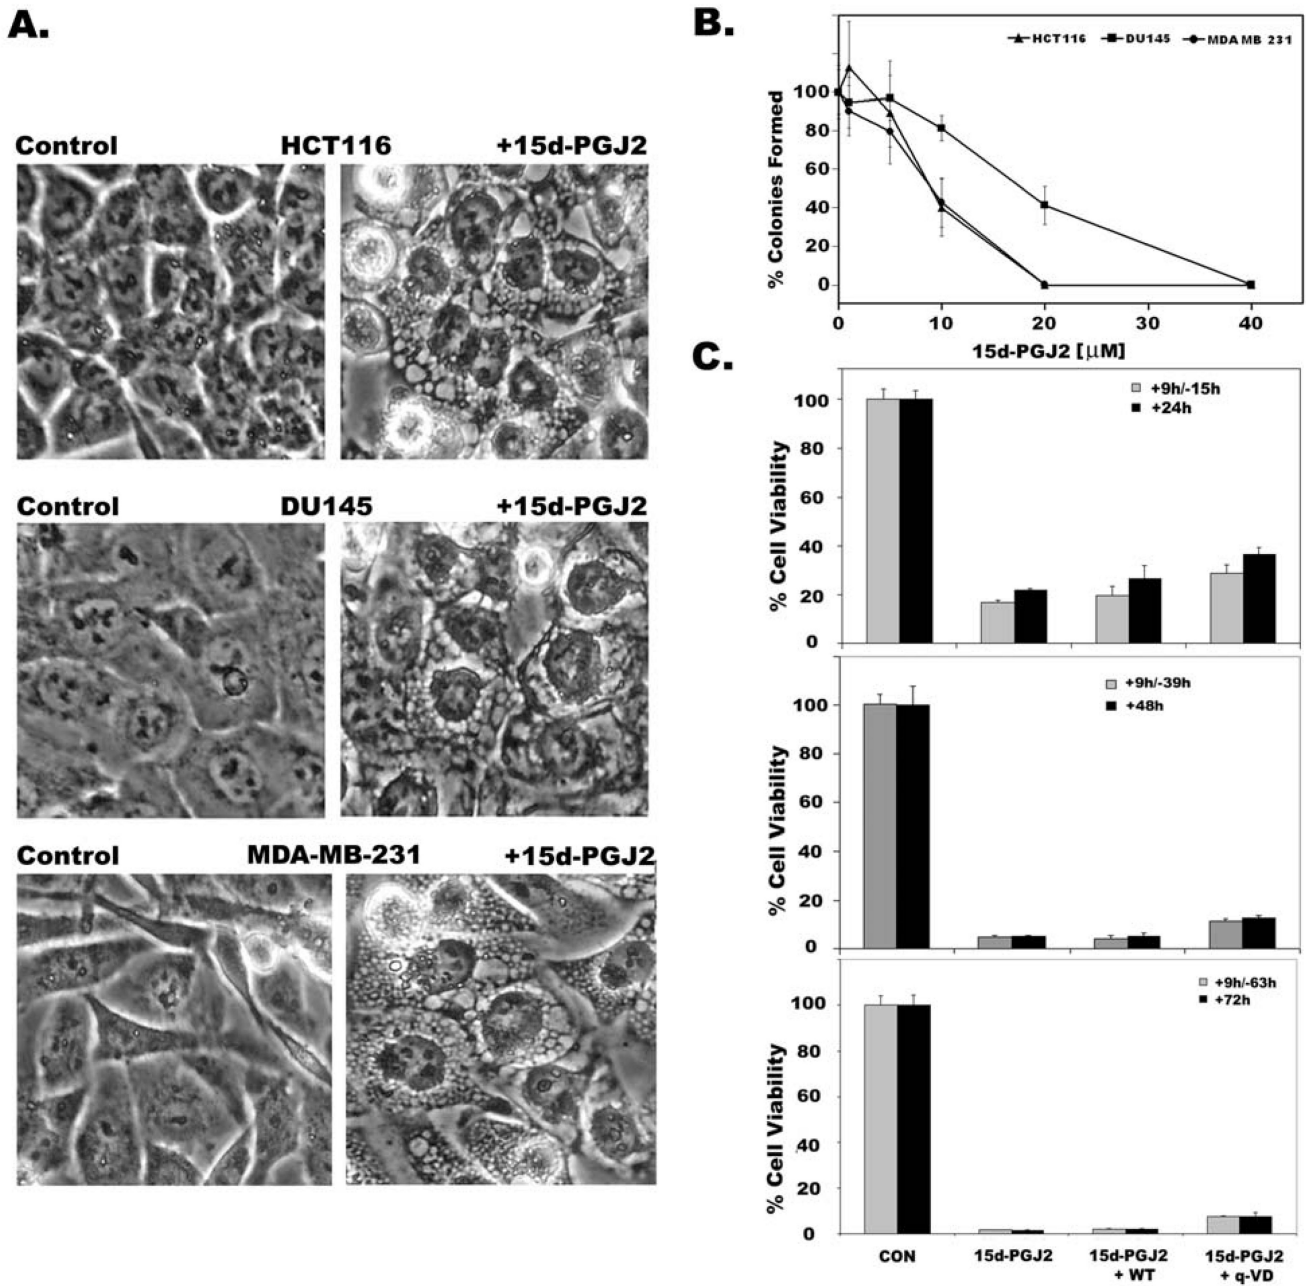 A.
Control HCT116 +15d-PGJ2
Control DU145 +15d-PGJ2
Control MDA-MB-231 +15d-PGJ2
B.
HCT116 DU145 MDA MB 231
% Colonies Formed
100
80
60
40
20
0
0 10 20 30 40
15d-PGJ2 [μM]
C.
+9h/-15h
+24h
% Cell Viability
100
80
60
40
20
0
+9h/-39h
+48h
% Cell Viability
100
80
60
40
20
0
+9h/-63h
+72h
% Cell Viability
100
80
60
40
20
0
CON 15d-PGJ2 15d-PGJ2 15d-PGJ2
+ WT + q-VD